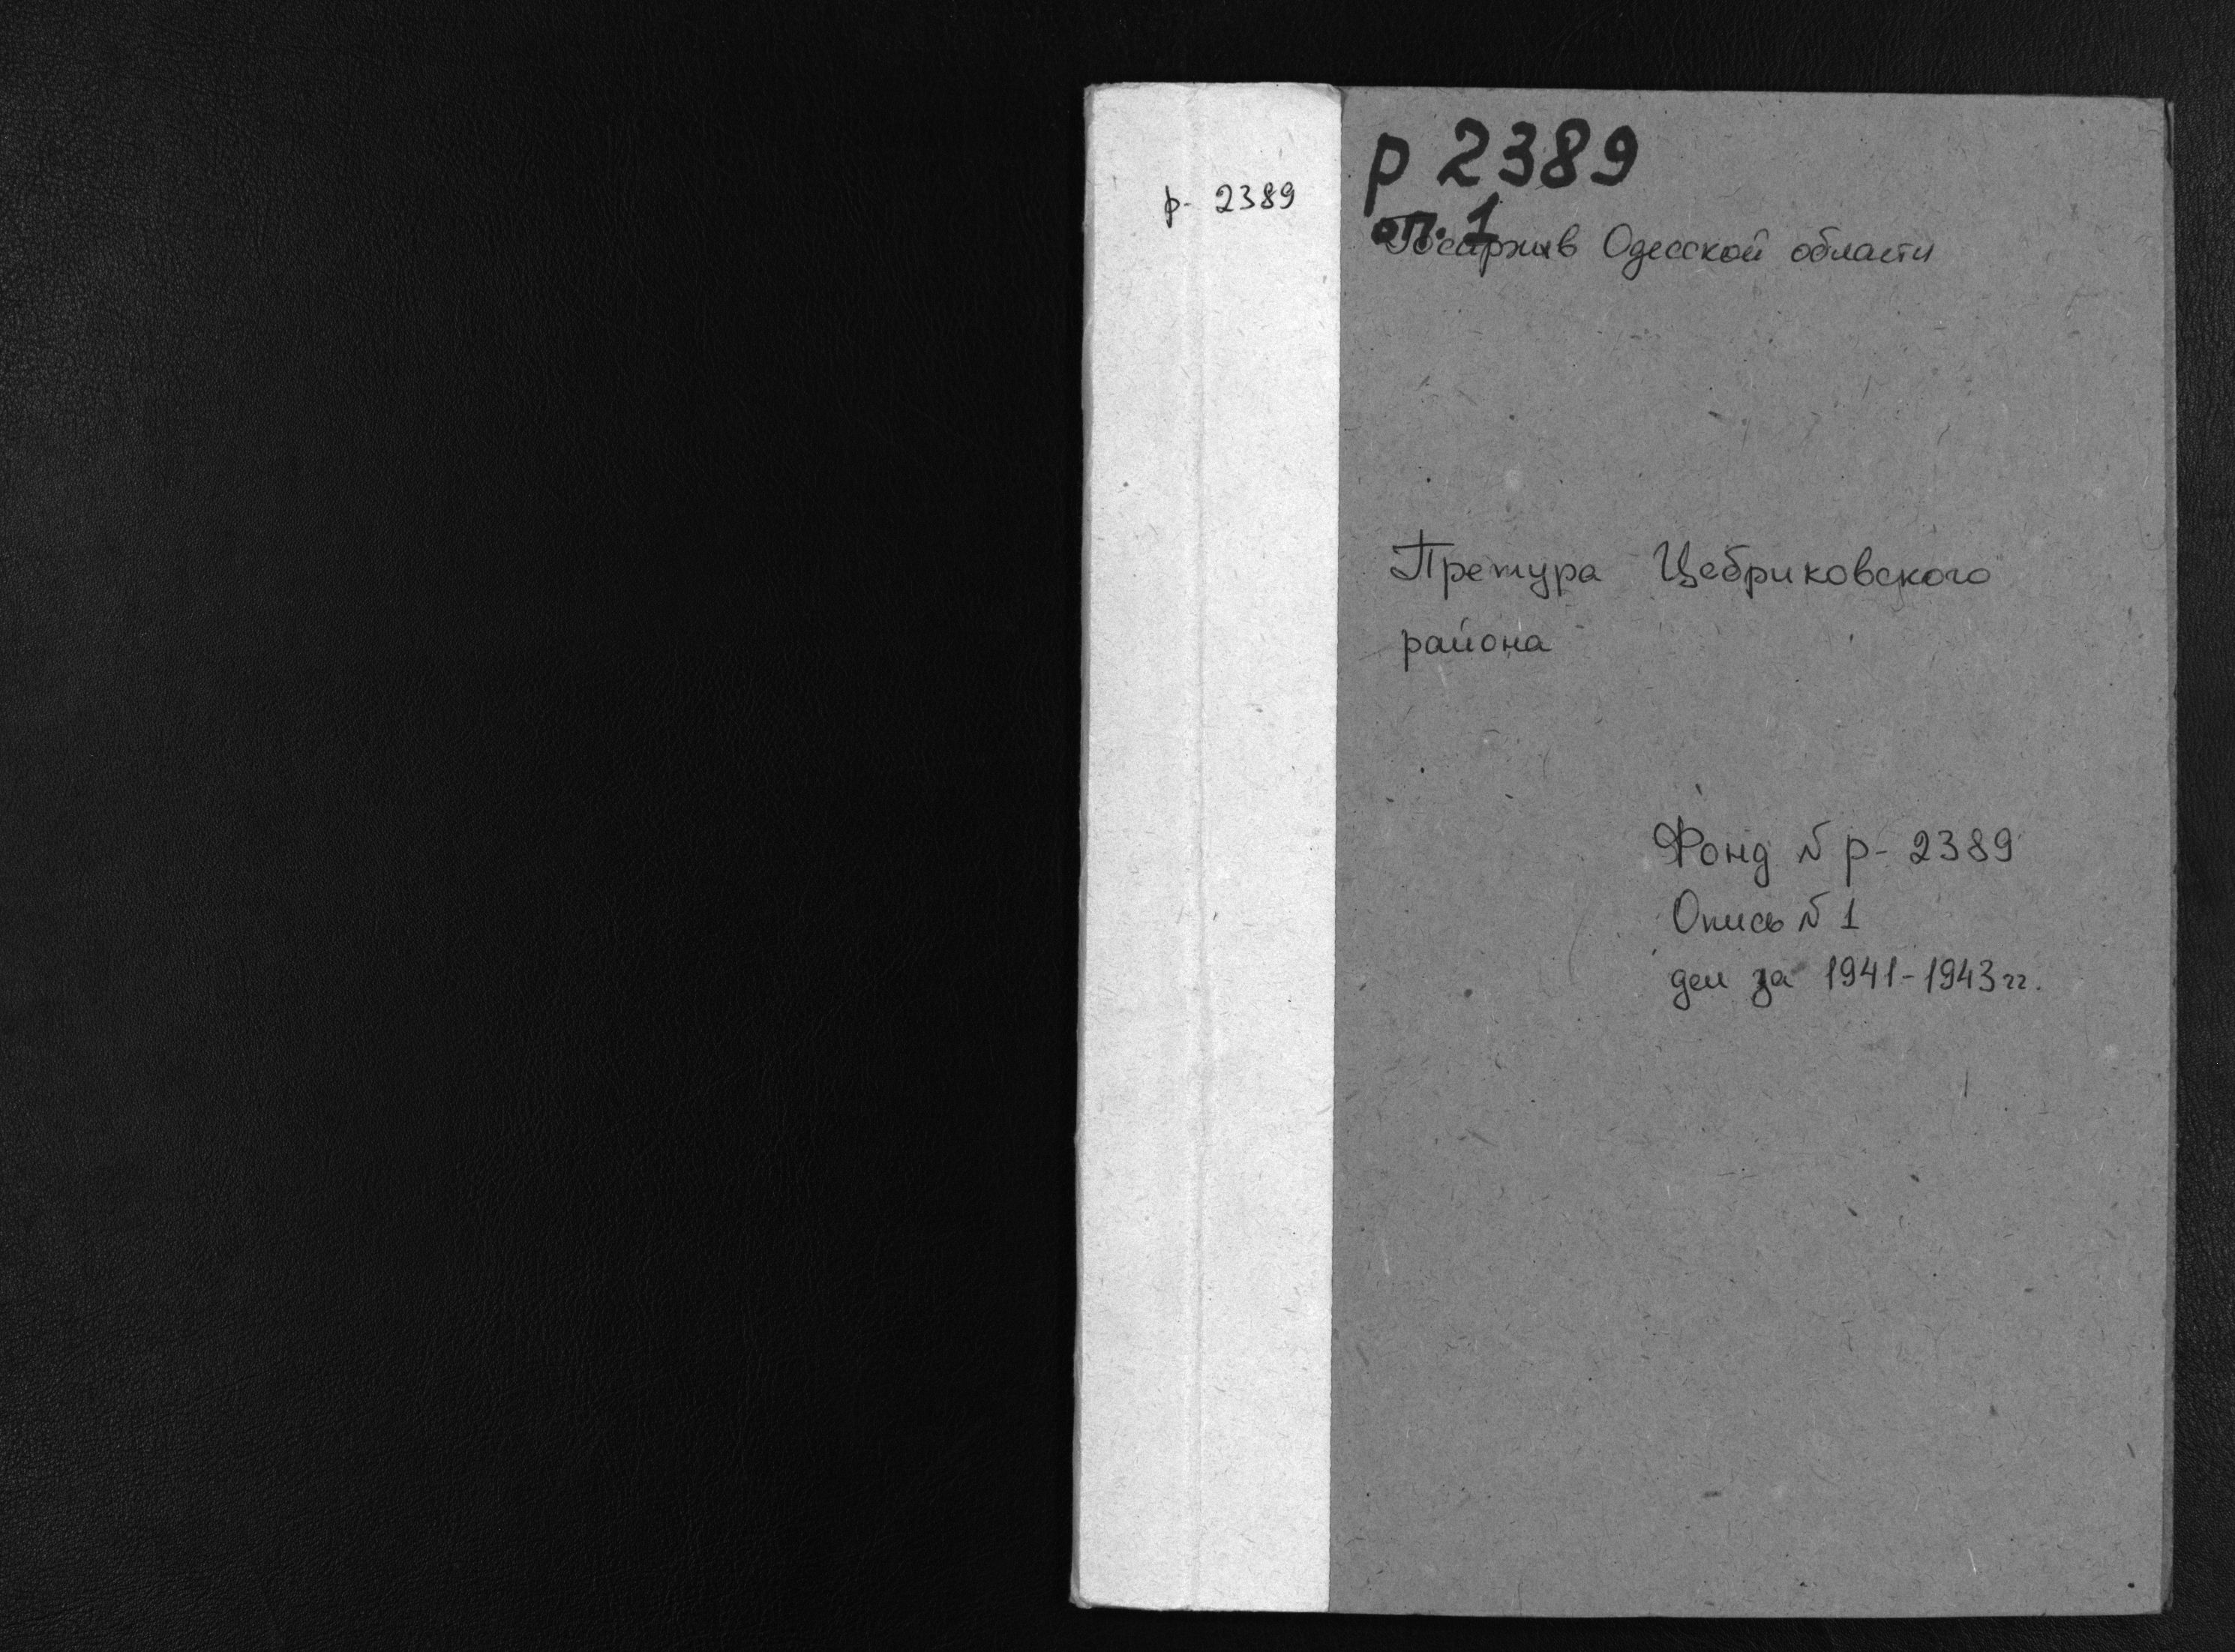 р- 2389
р 2389
оп. 1
Госархив Одесской области
Претура Цебриковского
района
Фонд № р- 2389
Опись № 1
дел за 1941-1943 гг.